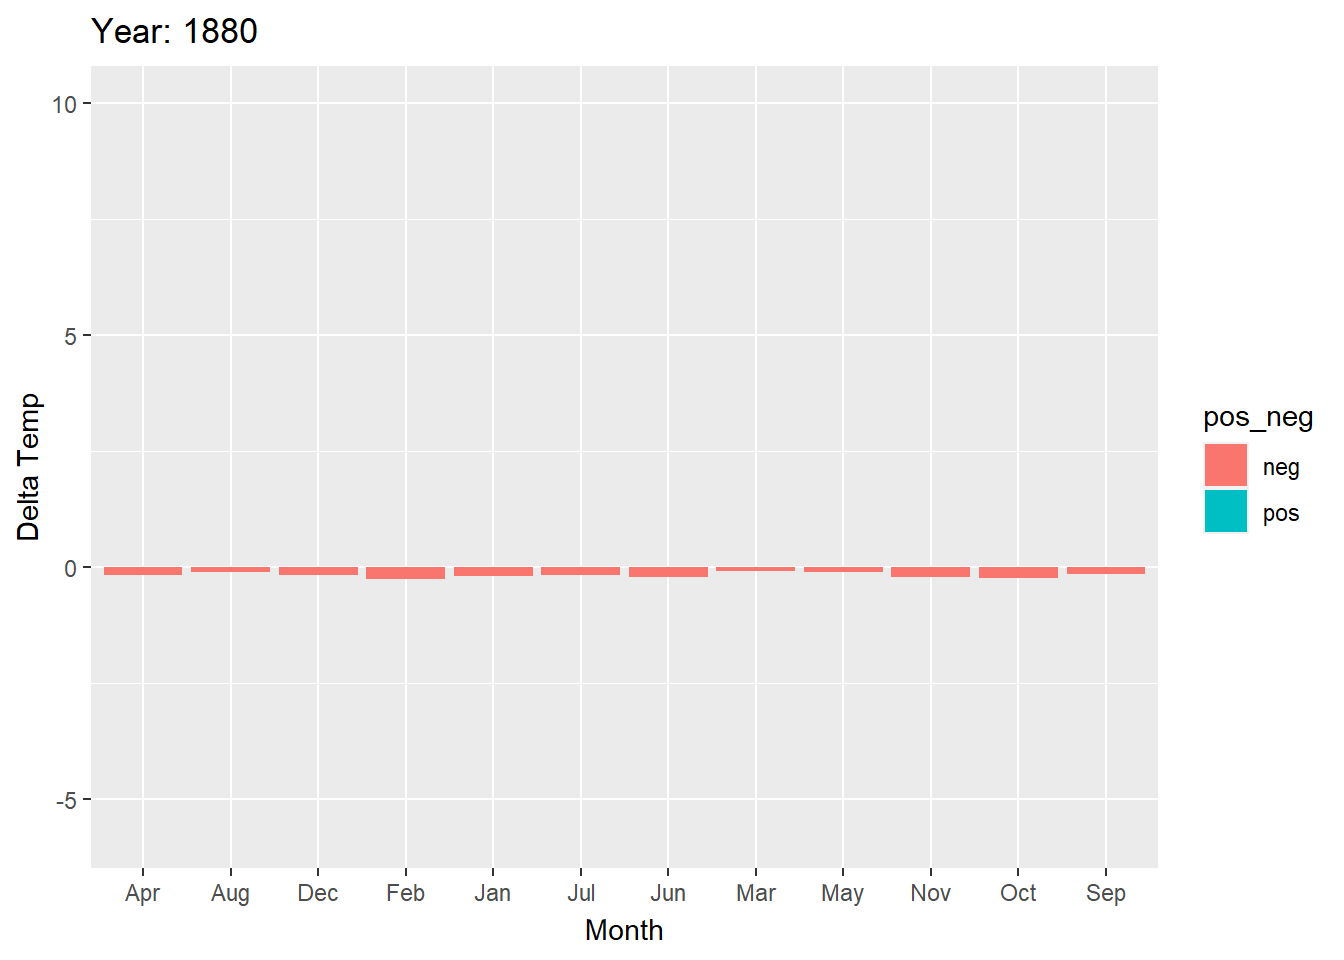 Year: 1880
10
5
0
-5
Delta Temp
Apr Aug Dec Feb Jan Jul Jun Mar May Nov Oct Sep
Month
pos_neg
neg
pos